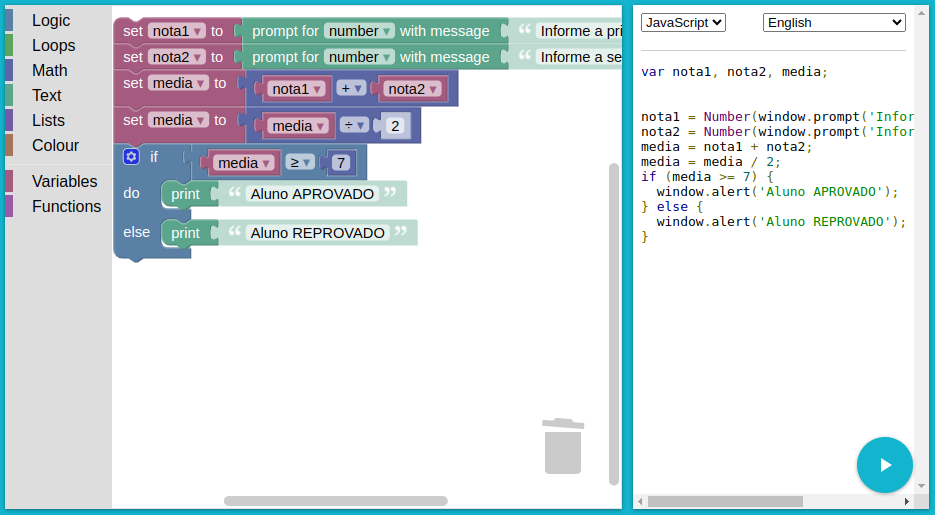 Logic
Loops
Math
Text
Lists
Colour
Variables
Functions
set nota1 to prompt for number with message “ Informe a pri
set nota2 to prompt for number with message “ Informe a se
set media to nota1 + nota2
set media to media ÷ 2
if media ≥ 7
do print “ Aluno APROVADO ”
else print “ Aluno REPROVADO ”
JavaScript English
var nota1, nota2, media;
nota1 = Number(window.prompt('Infor
nota2 = Number(window.prompt('Infor
media = nota1 + nota2;
media = media / 2;
if (media >= 7) {
  window.alert('Aluno APROVADO');
} else {
  window.alert('Aluno REPROVADO');
}